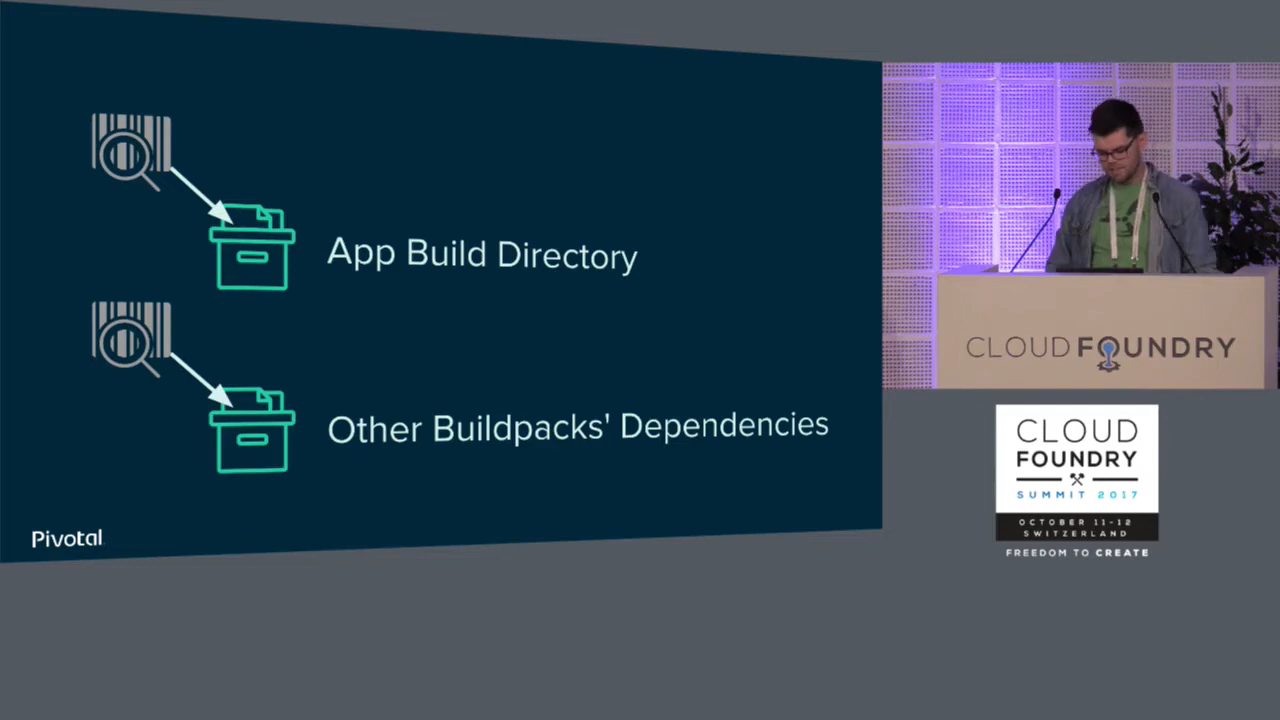 App Build Directory
Other Buildpacks' Dependencies
Pivotal
CLOUD FOUNDRY
CLOUD
FOUNDRY
SUMMIT 2017
OCTOBER 11-12
SWITZERLAND
FREEDOM TO CREATE